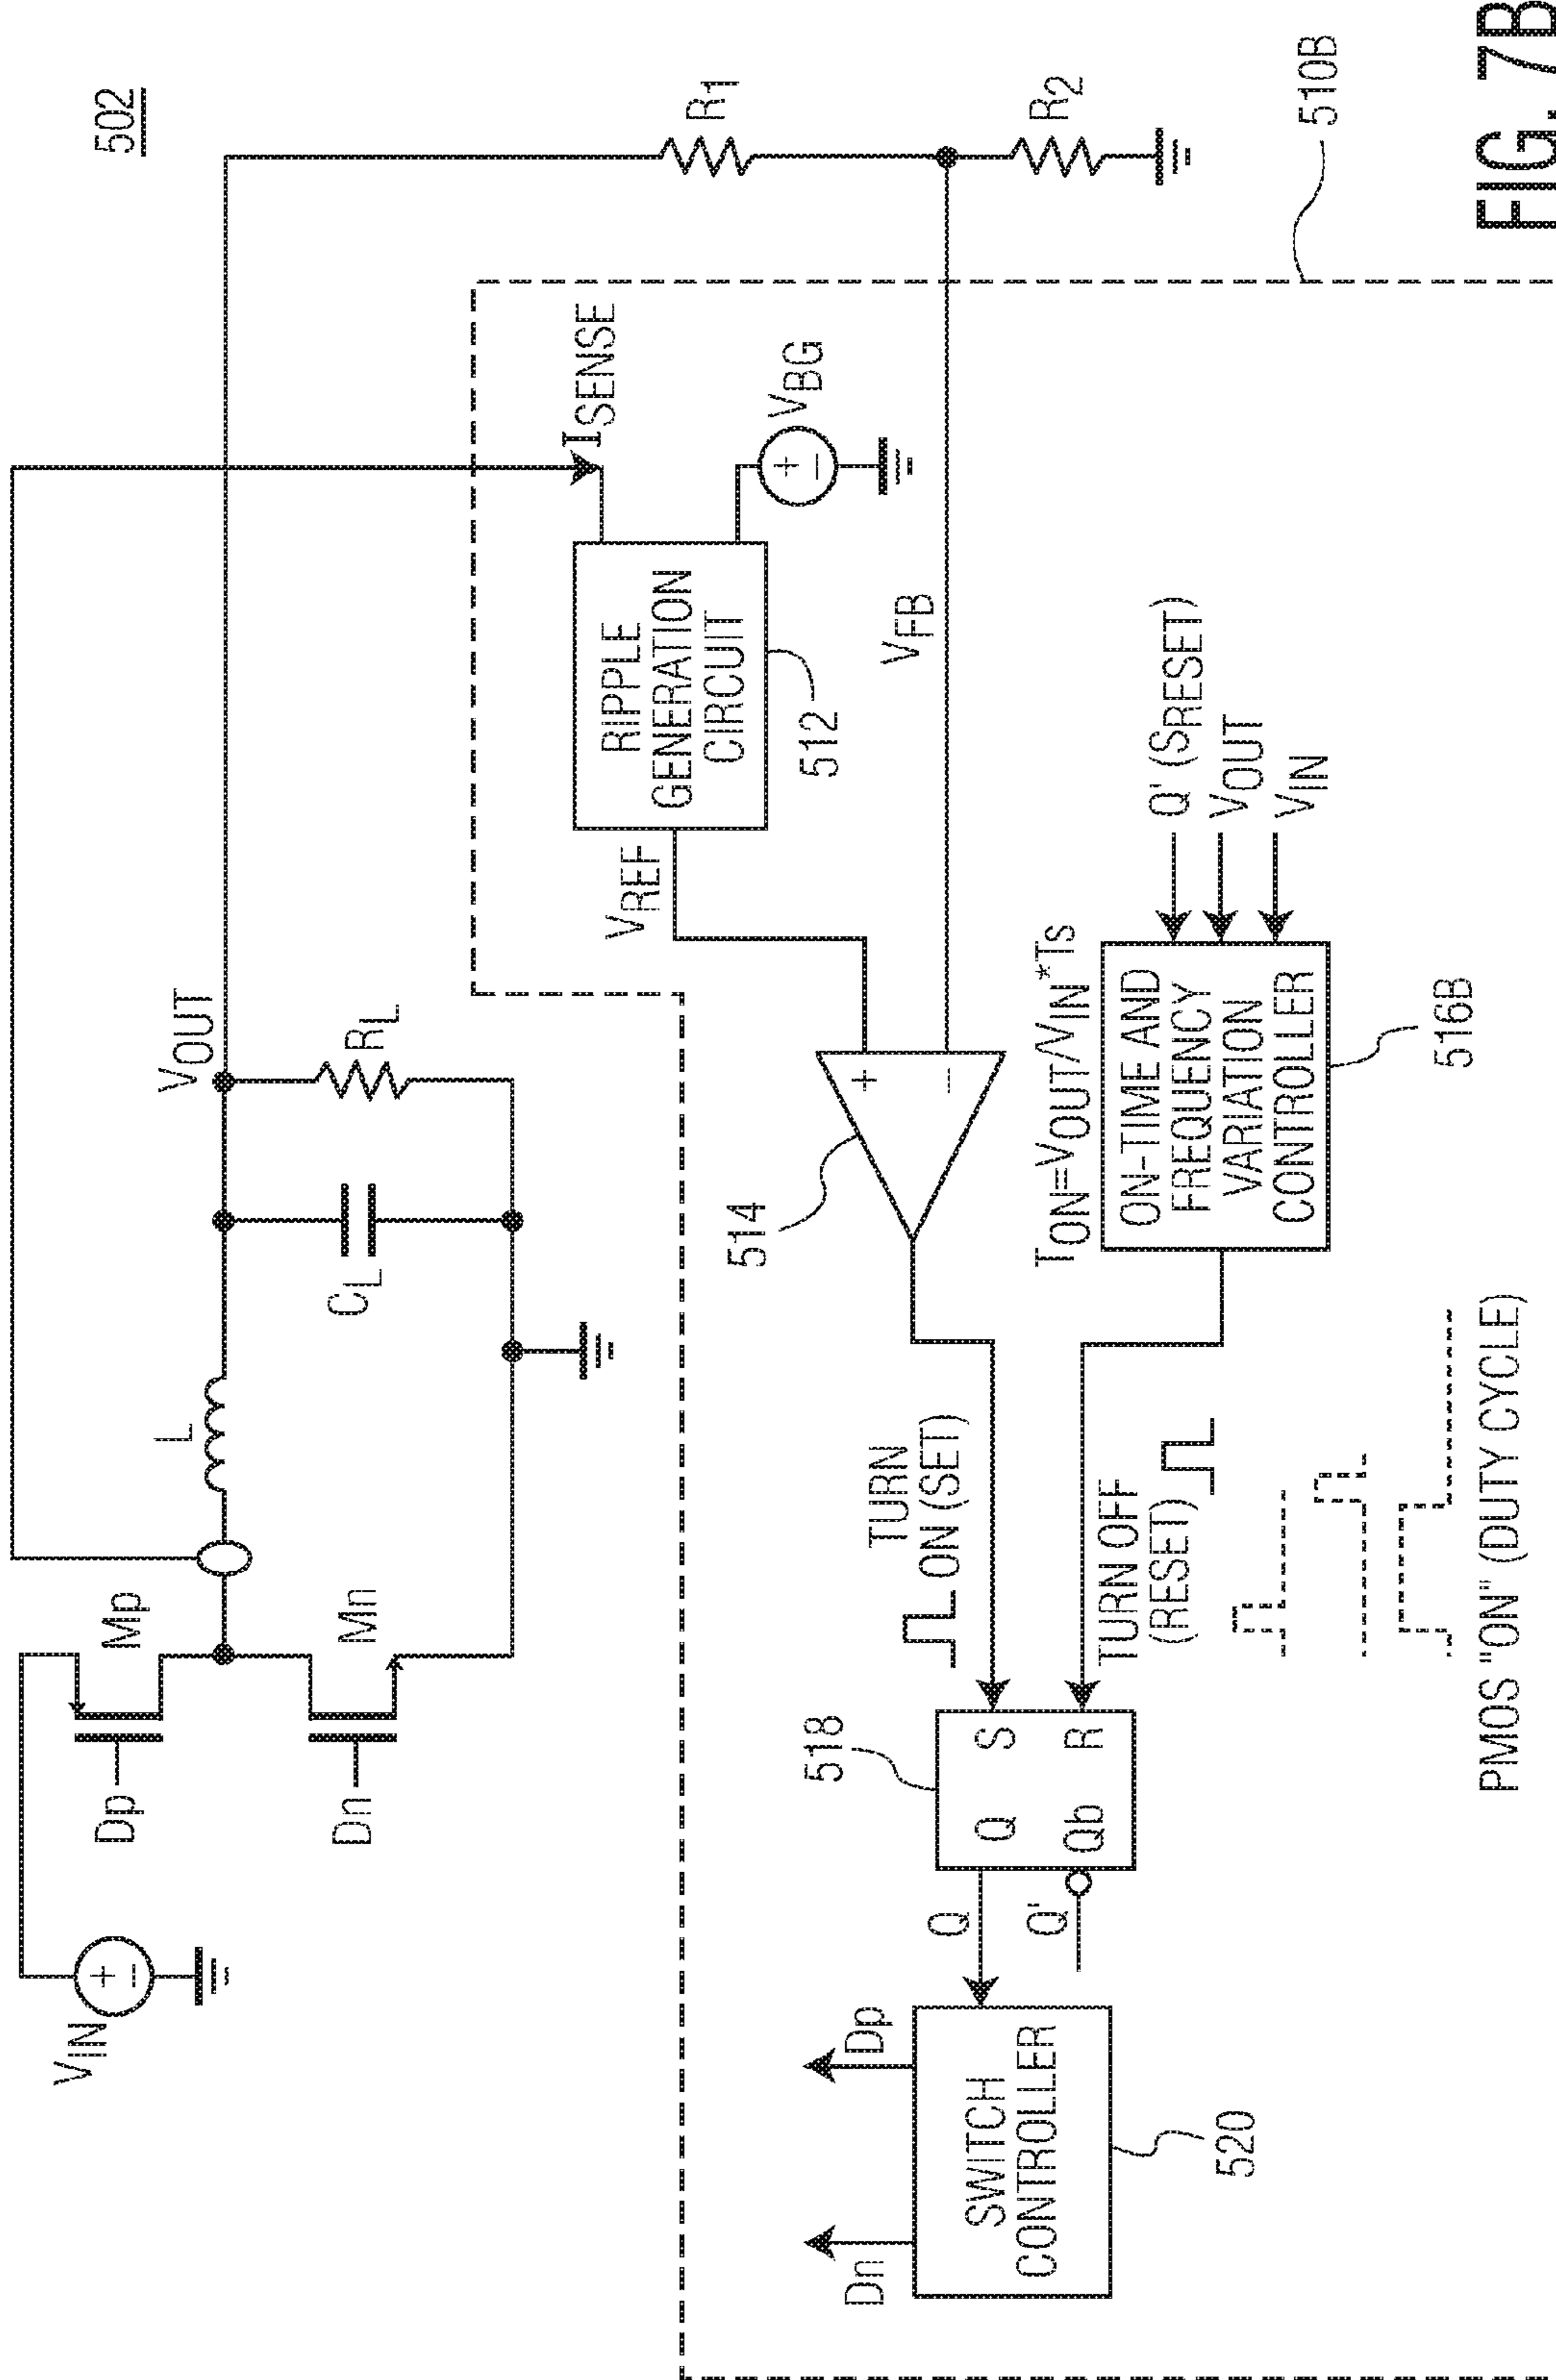 502
VIN
Dp
Mp
Dn
Mn
L
CL
VOUT
RL
R1
R2
510B
ISENSE
VBG
RIPPLE
GENERATION
CIRCUIT
512
VREF
VFB
514
+
−
TON=VOUT/VIN*Ts
ON-TIME AND
FREQUENCY
VARIATION
CONTROLLER
516B
Q' (SRESET)
VOUT
VIN
TURN
ON (SET)
TURN OFF
(RESET)
518
Q
S
Qb
R
Q
Q'
Dn
Dp
SWITCH
CONTROLLER
520
PMOS "ON" (DUTY CYCLE)
FIG. 7B